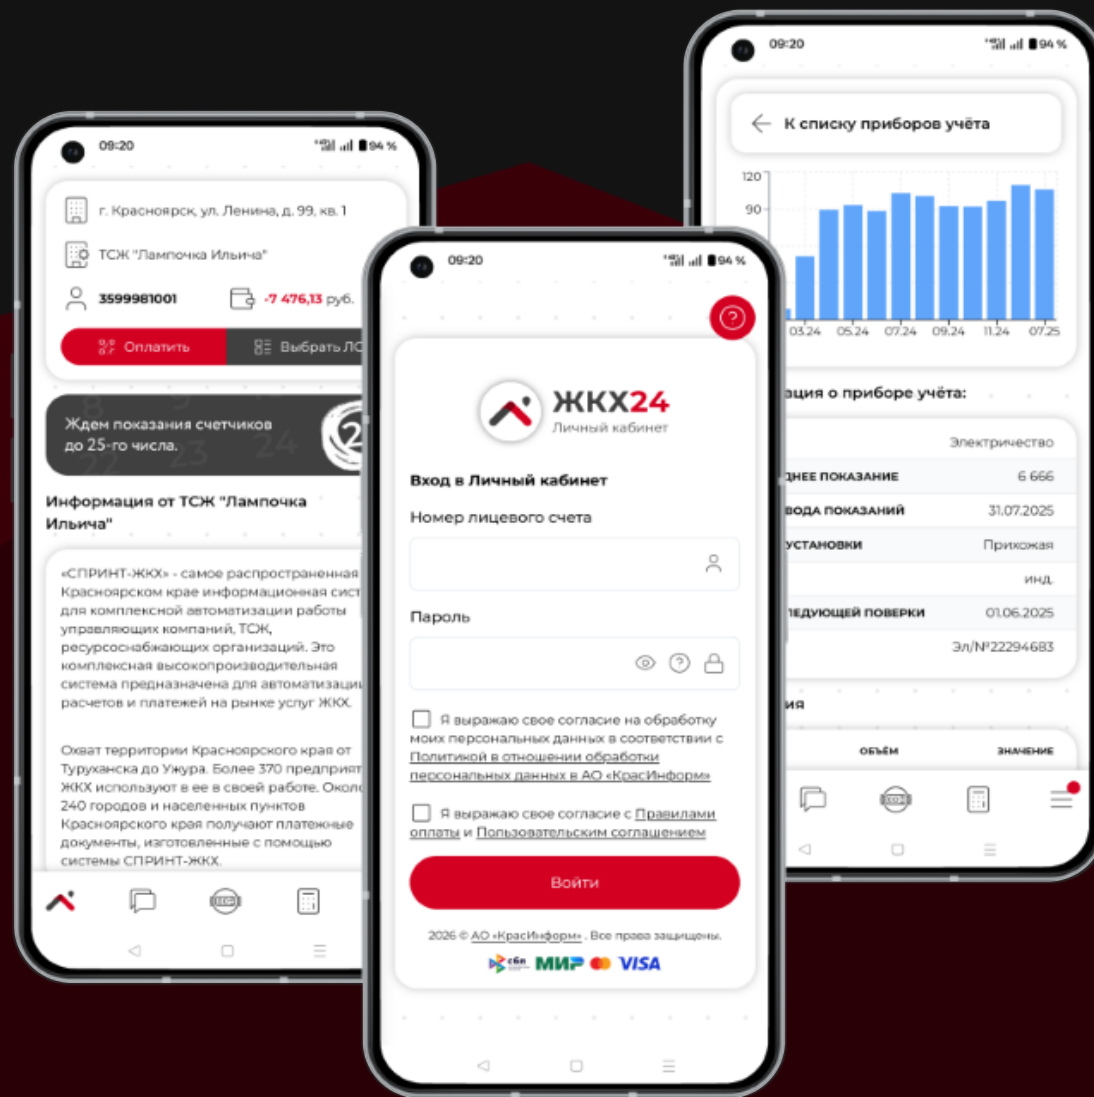 09:20
94 %
г. Красноярск, ул. Ленина, д. 99, кв. 1
ТСЖ "Лампочка Ильича"
3599981001
-7 476,13 руб.
Оплатить
Выбрать ЛС
Ждем показания счетчиков
до 25-го числа.
22 23 24 2
Информация от ТСЖ "Лампочка
Ильича"
«СПРИНТ-ЖКХ» - самое распространенная
Красноярском крае информационная сист
для комплексной автоматизации работы
управляющих компаний, ТСЖ,
ресурсоснабжающих организаций. Это
комплексная высокопроизводительная
система предназначена для автоматизации
расчетов и платежей на рынке услуг ЖКХ.
Охват территории Красноярского края от
Туруханска до Ужура. Более 370 предприят
ЖКХ используют в ее в своей работе. Около
240 городов и населенных пунктов
Красноярского края получают платежные
документы, изготовленные с помощью
системы СПРИНТ-ЖКХ.
09:20
94 %
ЖКХ24
Личный кабинет
Вход в Личный кабинет
Номер лицевого счета
Пароль
Я выражаю свое согласие на обработку
моих персональных данных в соответствии с
Политикой в отношении обработки
персональных данных в АО «КрасИнформ»
Я выражаю свое согласие с Правилами
оплаты и Пользовательским соглашением
Войти
2026 © АО «КрасИнформ» . Все права защищены.
сбп МИР VISA
09:20
94 %
К списку приборов учёта
120
90
03.24 05.24 07.24 09.24 11.24 07.25
ация о приборе учёта:
Электричество
ДНЕЕ ПОКАЗАНИЕ 6 666
ВОДА ПОКАЗАНИЙ 31.07.2025
УСТАНОВКИ Прихожая
инд.
ЛЕДУЮЩЕЙ ПОВЕРКИ 01.06.2025
Эл/№22294683
ия
ОБЪЁМ ЗНАЧЕНИЕ